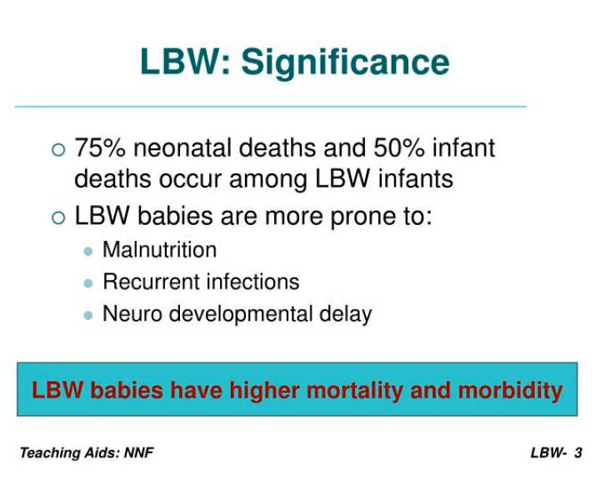 LBW: Significance
75% neonatal deaths and 50% infant
deaths occur among LBW infants
LBW babies are more prone to:
Malnutrition
Recurrent infections
Neuro developmental delay
LBW babies have higher mortality and morbidity
Teaching Aids: NNF
LBW- 3